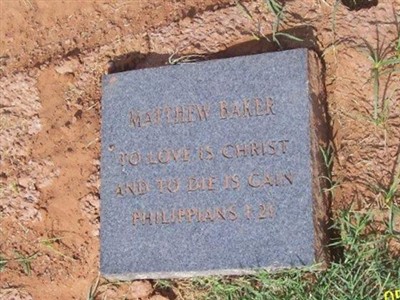 MATTHEW BAKER
"TO LOVE IS CHRIST
AND TO DIE IS GAIN"
PHILIPPIANS 1:21